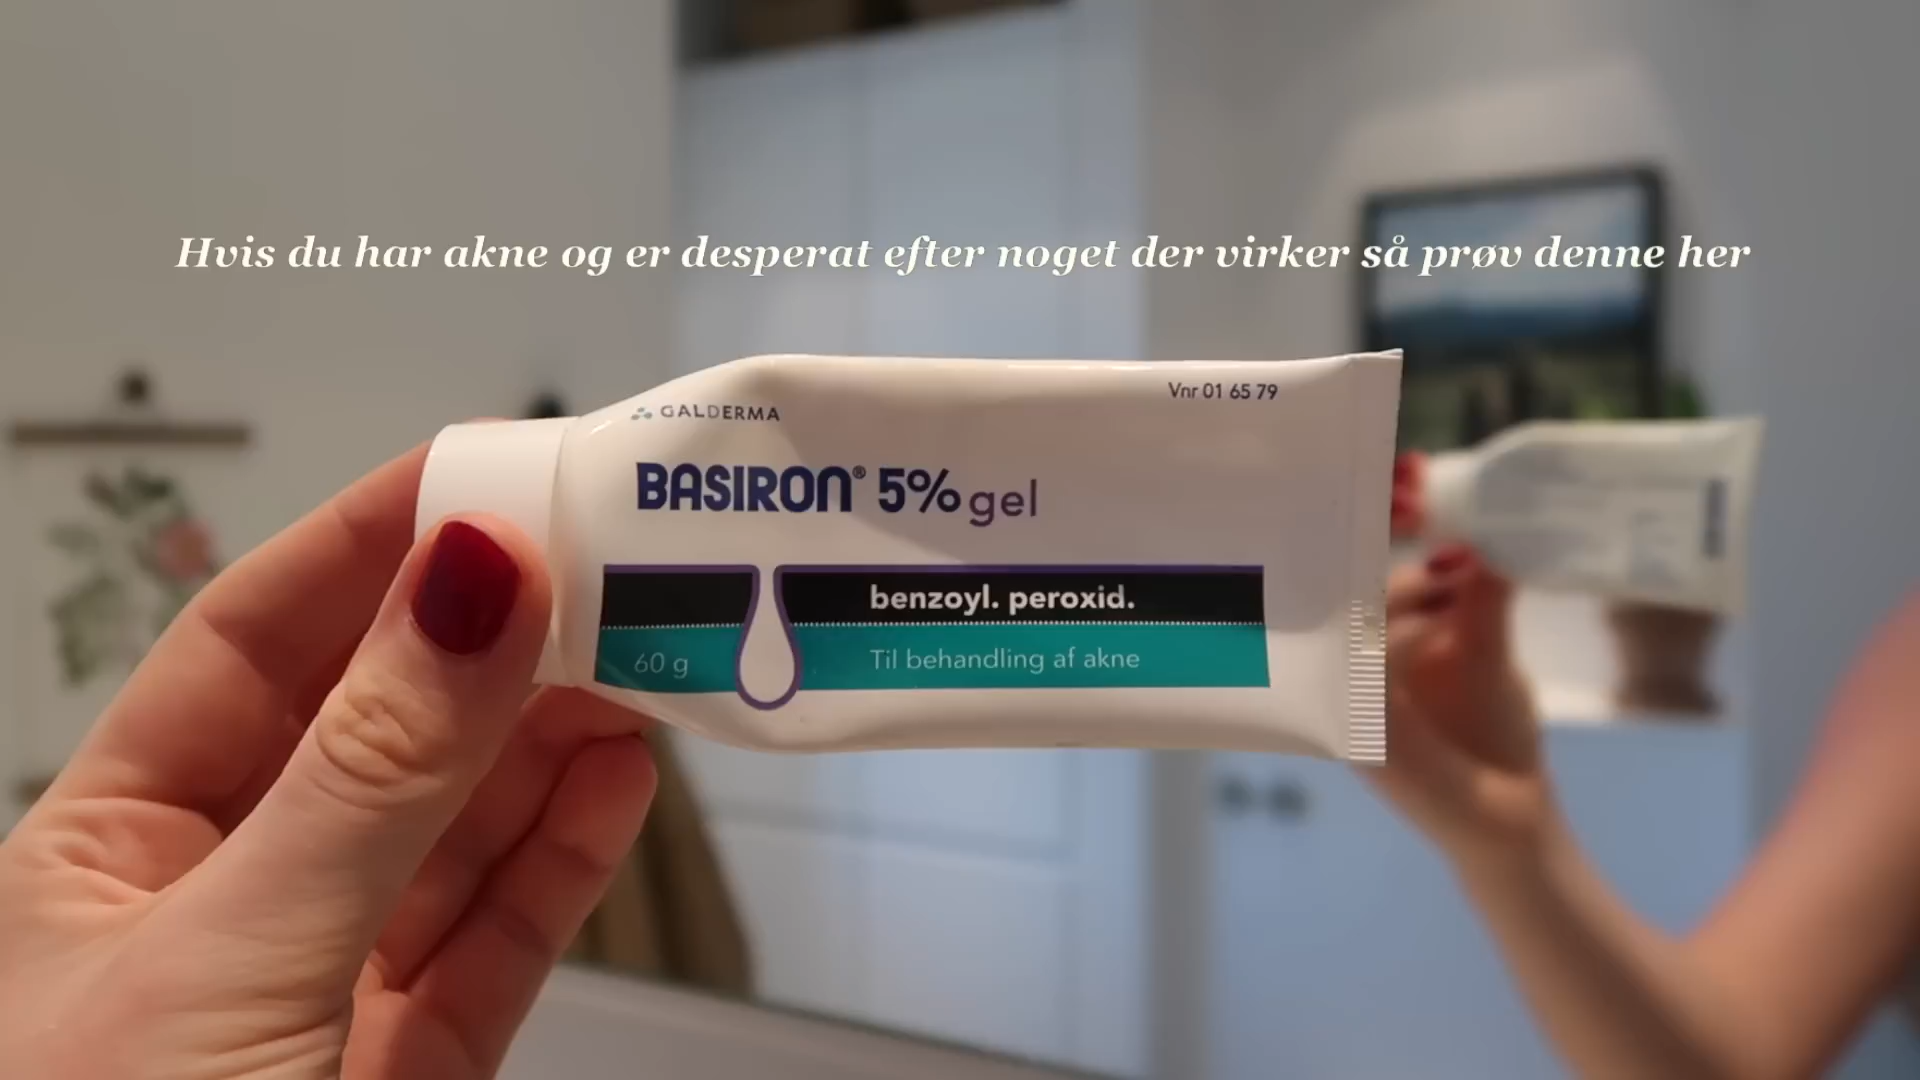 Hvis du har akne og er desperat efter noget der virker så prøv denne her
Vnr 01 65 79
GALDERMA
BASIRON® 5% gel
benzoyl. peroxid.
60 g Til behandling af akne